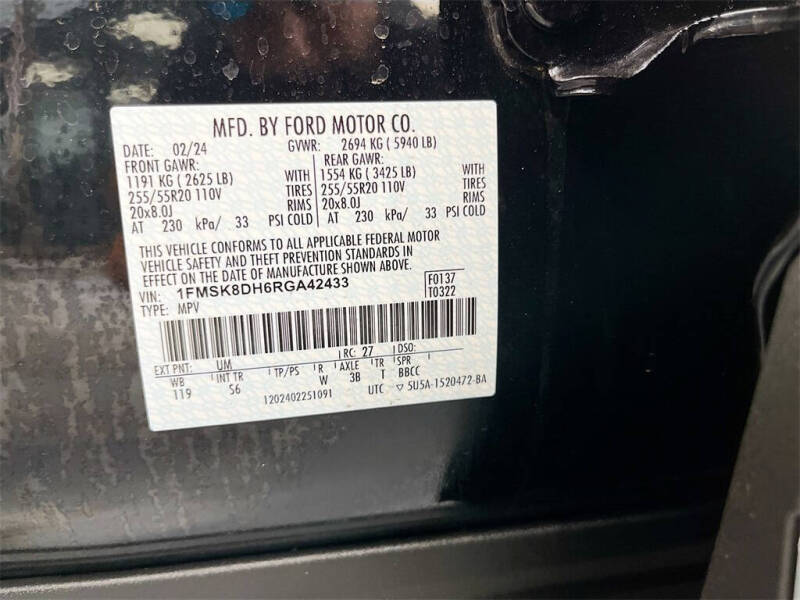 MFD. BY FORD MOTOR CO.
DATE: 02/24 GVWR: 2694 KG ( 5940 LB)
FRONT GAWR: REAR GAWR:
1191 KG ( 2625 LB) WITH 1554 KG ( 3425 LB) WITH
255/55R20 110V TIRES 255/55R20 110V TIRES
20x8.0J RIMS 20x8.0J RIMS
AT 230 kPa/ 33 PSI COLD AT 230 kPa/ 33 PSI COLD
THIS VEHICLE CONFORMS TO ALL APPLICABLE FEDERAL MOTOR
VEHICLE SAFETY AND THEFT PREVENTION STANDARDS IN
EFFECT ON THE DATE OF MANUFACTURE SHOWN ABOVE.
VIN: 1FMSK8DH6RGA42433 F0137
TYPE: MPV T0322
EXT PNT: UM RC: 27 DSO:
WB INT TR TP/PS R AXLE TR SPR
119 S6 W 3B T BBCC
1202402251091 UTC ▽ 5U5A-1520472-BA